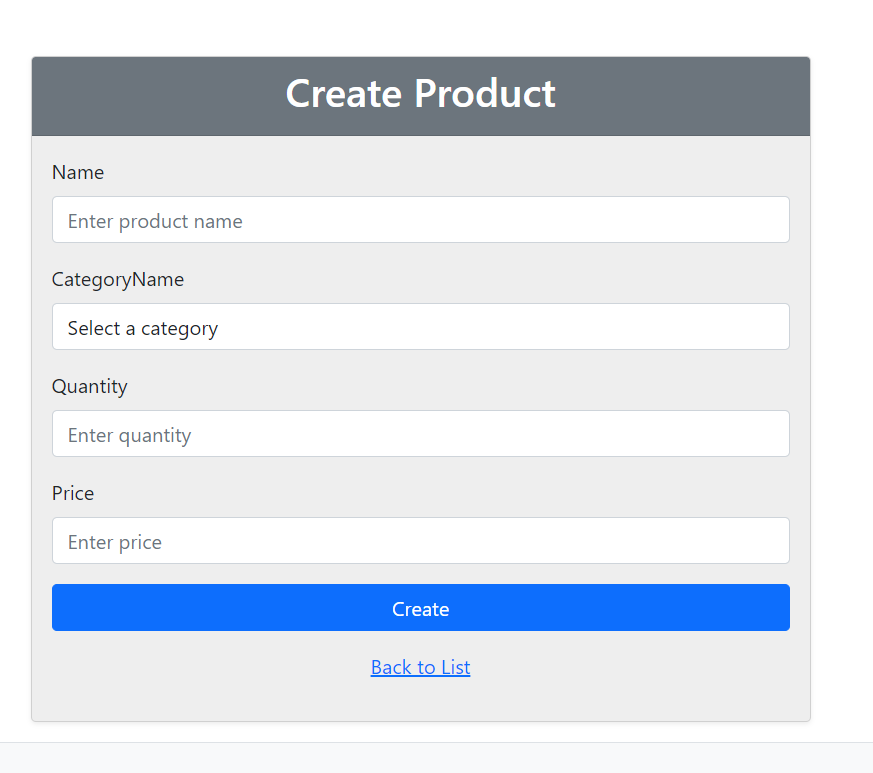 Create Product
Name
Enter product name
CategoryName
Select a category
Quantity
Enter quantity
Price
Enter price
Create
Back to List